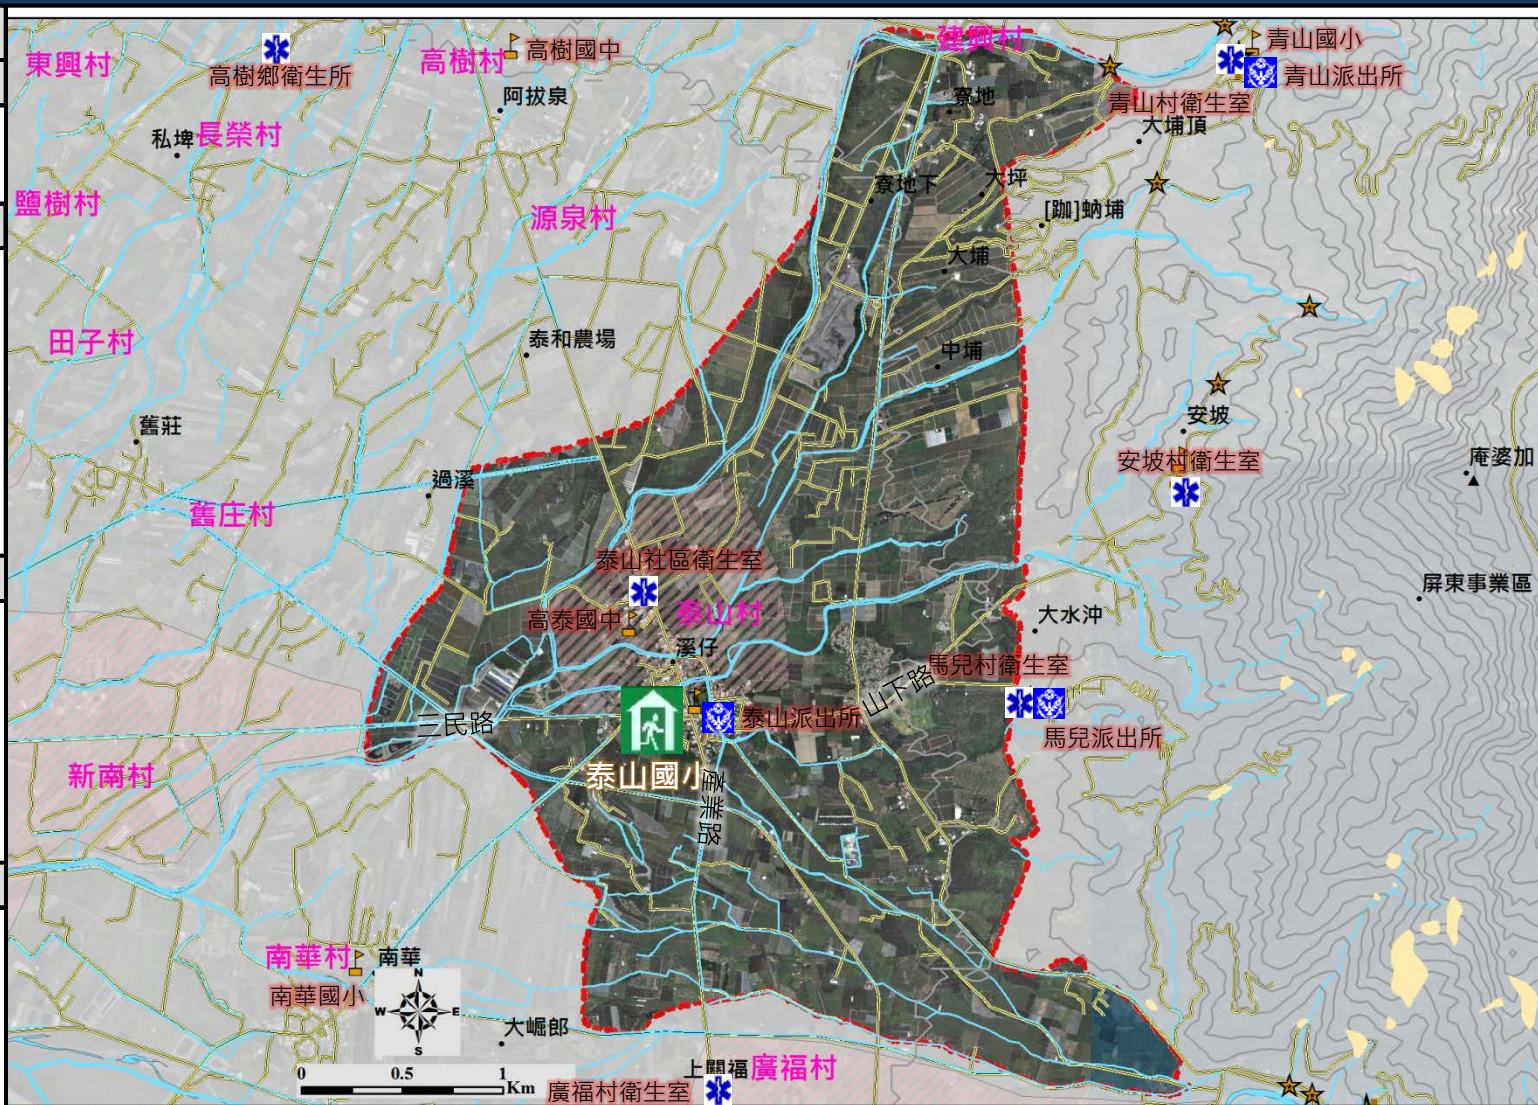 建興村
東興村
高樹鄉衛生所
高樹村
高樹國中
青山國小
青山派出所
阿拔泉
寮地
青山村衛生室
大埔頂
私埤
長榮村
鹽樹村
源泉村
寮地下
大坪
[跏]蚋埔
大埔
田子村
泰和農場
中埔
舊莊
安坡
過溪
安坡村衛生室
庵婆加
舊庄村
泰山社區衛生室
屏東事業區
高泰國中
泰山村
大水沖
溪仔
馬兒村衛生室
山下路
三民路
泰山派出所
馬兒派出所
新南村
泰山國小
產業路
南華村
南華
南華國小
N
W
E
S
大崛郎
上關福
廣福村
0
0.5
1
Km
廣福村衛生室